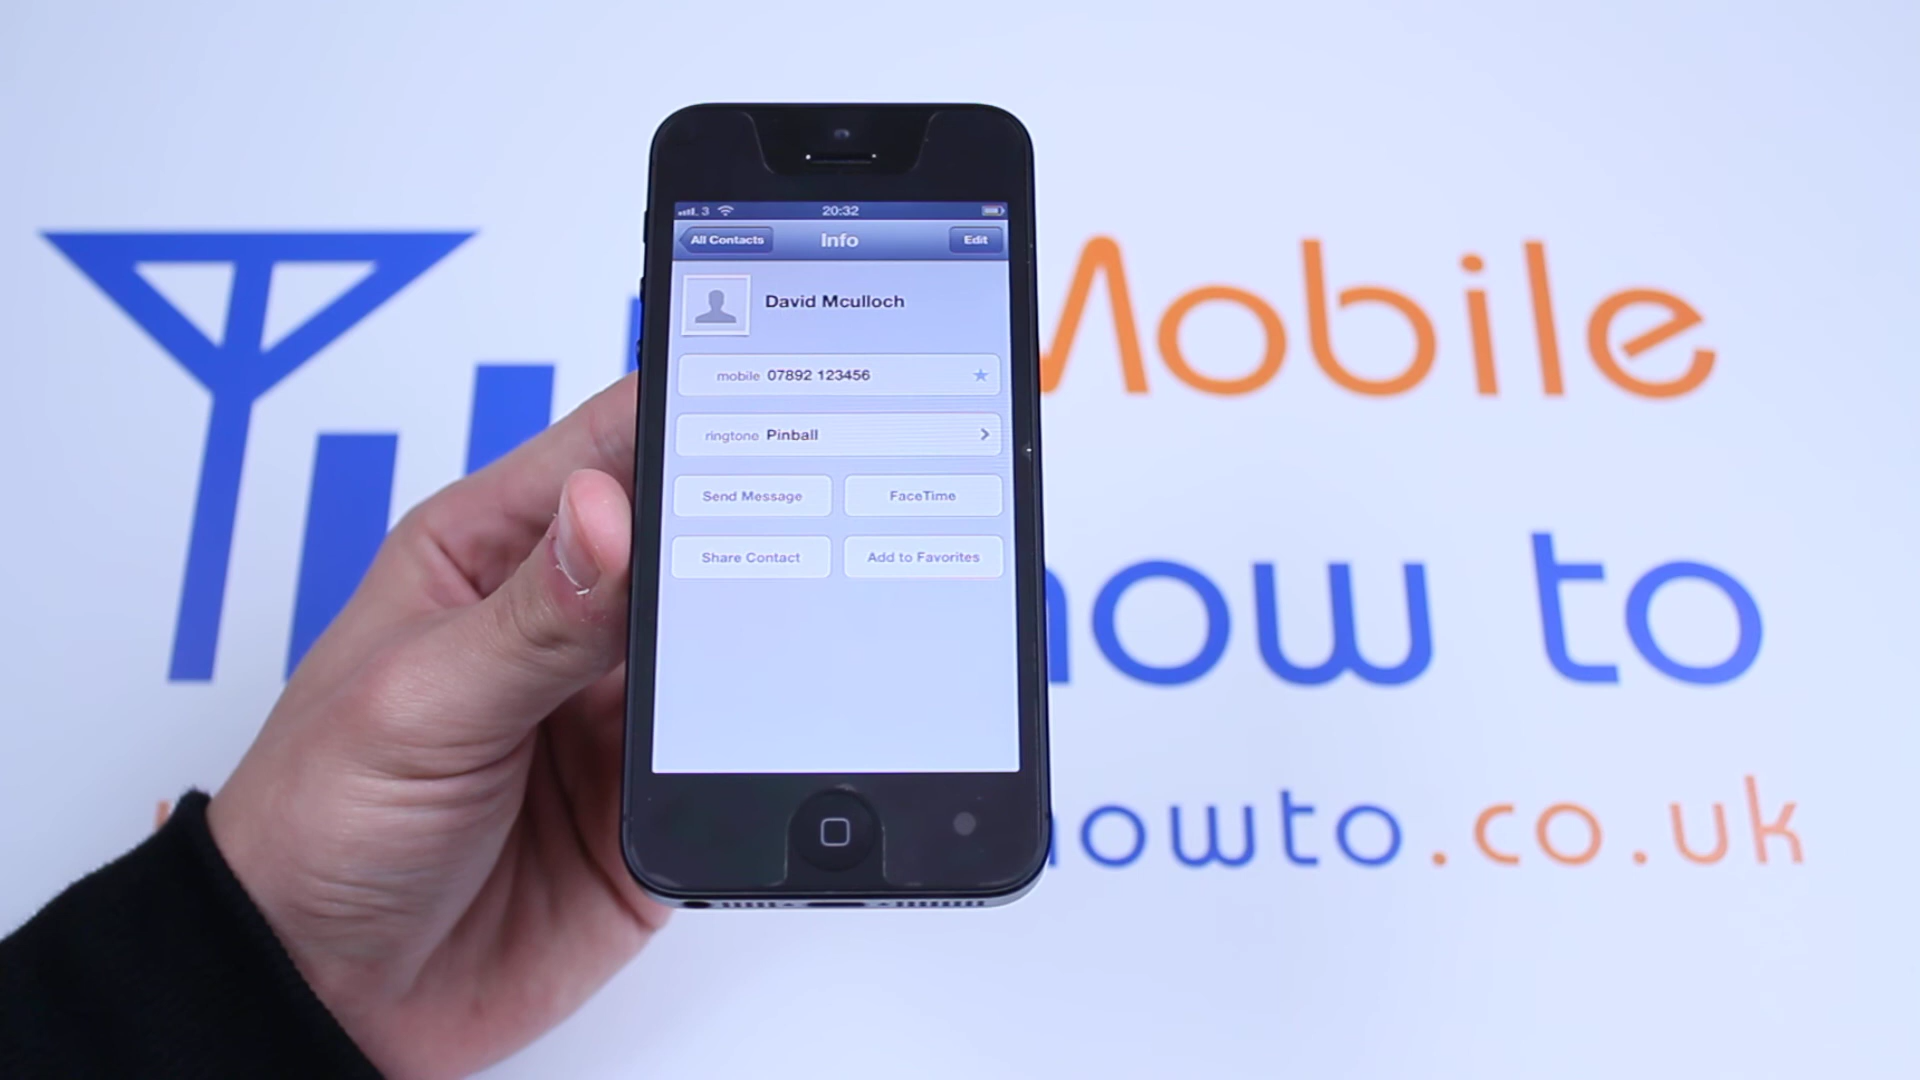 3 20:32
All Contacts Info Edit
David Mculloch
mobile 07892 123456
ringtone Pinball
Send Message FaceTime
Share Contact Add to Favorites
Mobile
how to
howto.co.uk